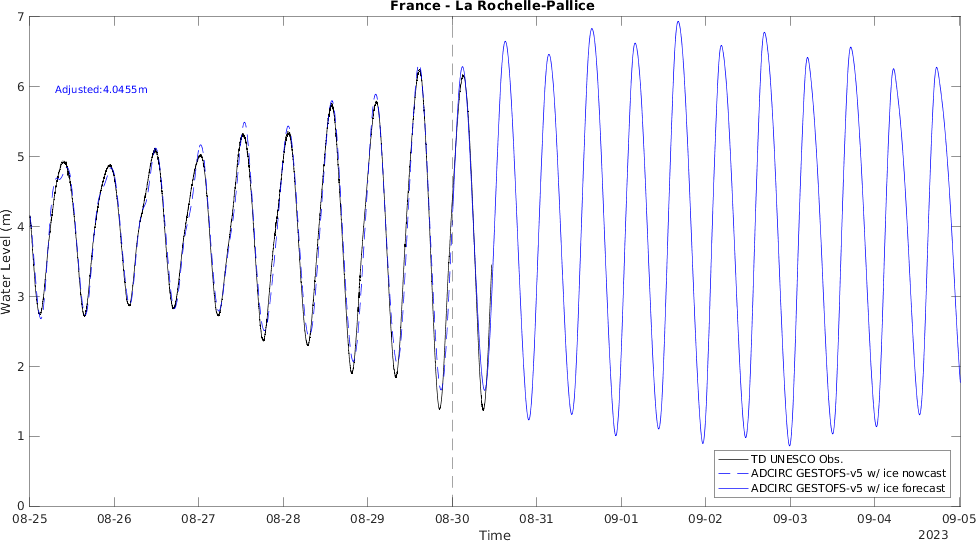 France - La Rochelle-Pallice
7
6
5
4
3
2
1
0
Water Level (m)
Adjusted:4.0455m
TD UNESCO Obs.
ADCIRC GESTOFS-v5 w/ ice nowcast
ADCIRC GESTOFS-v5 w/ ice forecast
08-25 08-26 08-27 08-28 08-29 08-30 08-31 09-01 09-02 09-03 09-04 09-05
Time
2023